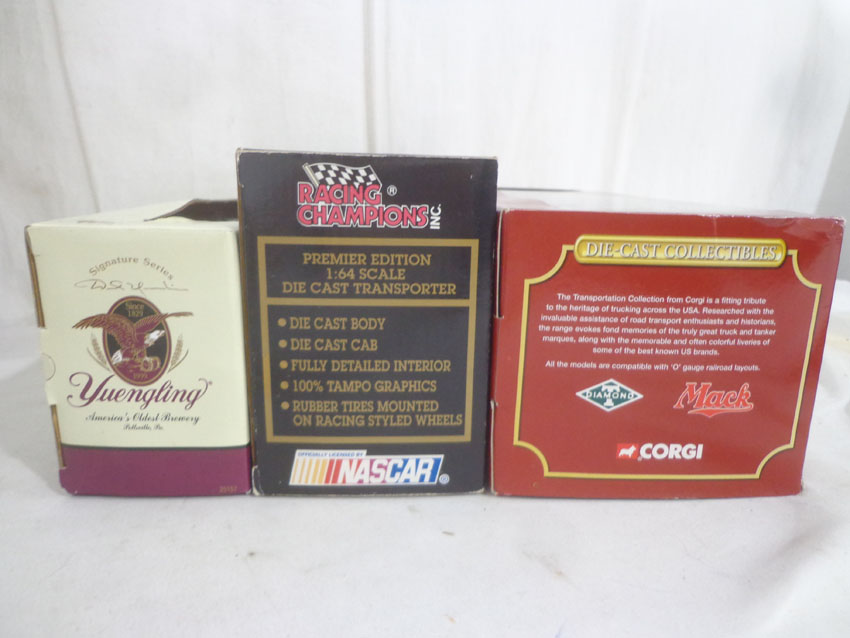 Signature Series
Since
1829
1999
Yuengling®
America's Oldest Brewery
Pottsville, Pa.
RACING ®
CHAMPIONS INC.
PREMIER EDITION
1:64 SCALE
DIE CAST TRANSPORTER
• DIE CAST BODY
• DIE CAST CAB
• FULLY DETAILED INTERIOR
• 100% TAMPO GRAPHICS
• RUBBER TIRES MOUNTED
ON RACING STYLED WHEELS
OFFICIALLY LICENSED BY
NASCAR®
DIE-CAST COLLECTIBLES
The Transportation Collection from Corgi is a fitting tribute
to the heritage of trucking across the USA. Researched with the
invaluable assistance of road transport enthusiasts and historians,
the range evokes fond memories of the truly great truck and tanker
marques, along with the memorable and often colorful liveries of
some of the best known US brands.
All the models are compatible with 'O' gauge railroad layouts.
DIAMOND T
Mack
CORGI